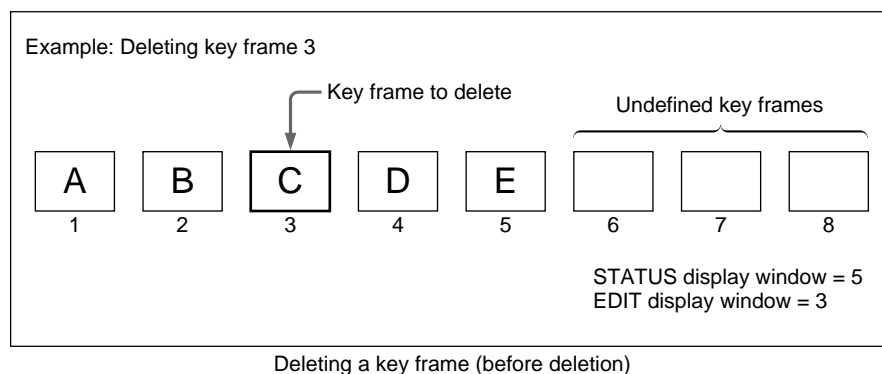 Example: Deleting key frame 3
Key frame to delete
Undefined key frames
A B C D E
1 2 3 4 5 6 7 8
STATUS display window = 5
EDIT display window = 3
Deleting a key frame (before deletion)